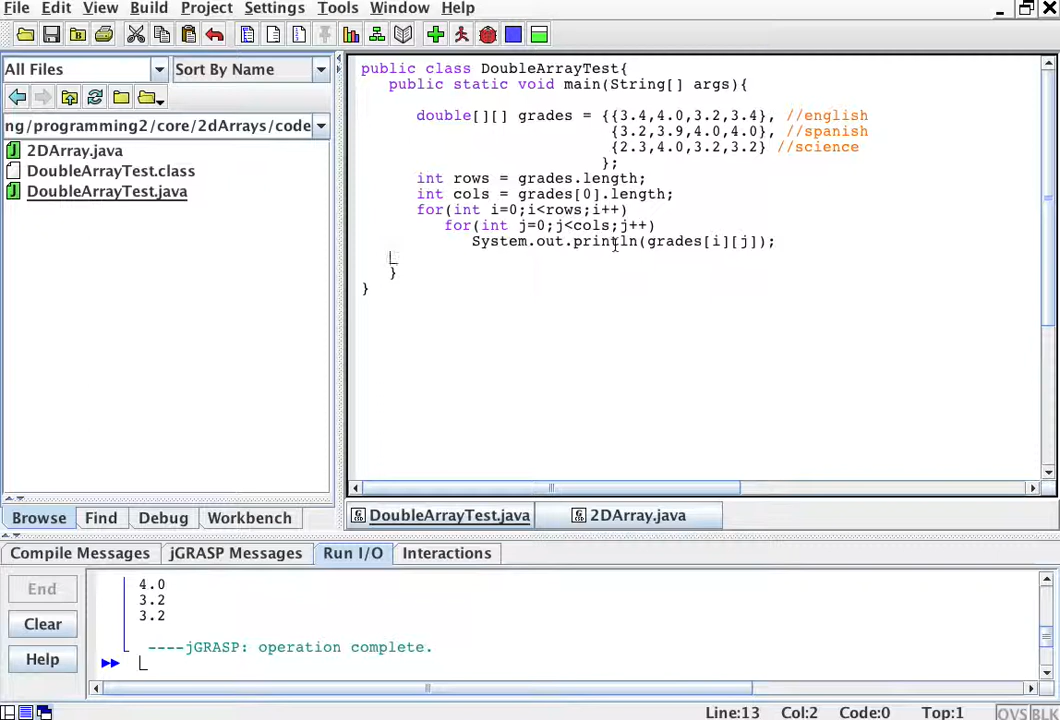 File Edit View Build Project Settings Tools Window Help
All Files Sort By Name
ng/programming2/core/2dArrays/code
2DArray.java
DoubleArrayTest.class
DoubleArrayTest.java
public class DoubleArrayTest{
public static void main(String[] args){
double[][] grades = {{3.4,4.0,3.2,3.4}, //english
{3.2,3.9,4.0,4.0}, //spanish
{2.3,4.0,3.2,3.2} //science
};
int rows = grades.length;
int cols = grades[0].length;
for(int i=0;i<rows;i++)
for(int j=0;j<cols;j++)
System.out.println(grades[i][j]);
}
}
Browse Find Debug Workbench
DoubleArrayTest.java 2DArray.java
Compile Messages jGRASP Messages Run I/O Interactions
End
Clear
Help
4.0
3.2
3.2
----jGRASP: operation complete.
Line:13 Col:2 Code:0 Top:1 OVS BLK